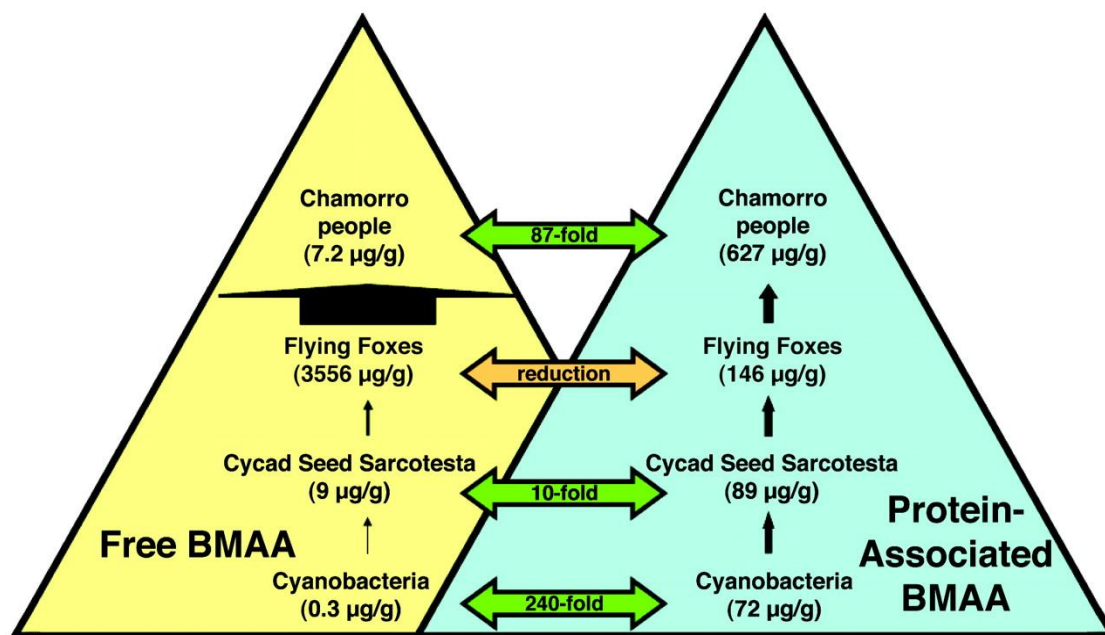 Chamorro
people
(7.2 µg/g)
87-fold
Chamorro
people
(627 µg/g)
Flying Foxes
(3556 µg/g)
reduction
Flying Foxes
(146 µg/g)
Cycad Seed Sarcotesta
(9 µg/g)
10-fold
Cycad Seed Sarcotesta
(89 µg/g)
Free BMAA
Protein-
Associated
BMAA
Cyanobacteria
(0.3 µg/g)
240-fold
Cyanobacteria
(72 µg/g)